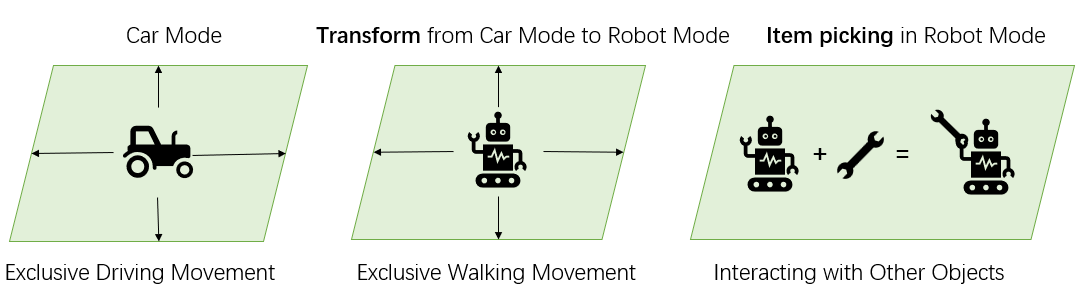 Car Mode
Transform from Car Mode to Robot Mode
Item picking in Robot Mode
+ =
Exclusive Driving Movement
Exclusive Walking Movement
Interacting with Other Objects